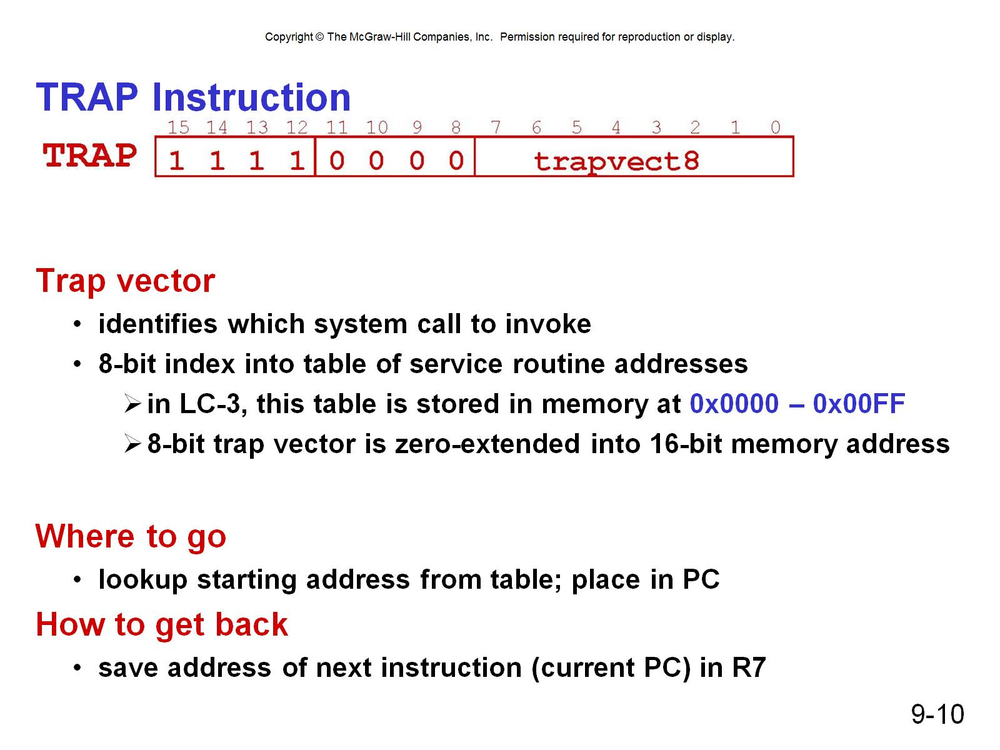 Copyright © The McGraw-Hill Companies, Inc.  Permission required for reproduction or display.
TRAP Instruction
15 14 13 12 11 10 9 8 7 6 5 4 3 2 1 0
TRAP 1 1 1 1 0 0 0 0 trapvect8
Trap vector
• identifies which system call to invoke
• 8-bit index into table of service routine addresses
➢ in LC-3, this table is stored in memory at 0x0000 – 0x00FF
➢ 8-bit trap vector is zero-extended into 16-bit memory address
Where to go
• lookup starting address from table; place in PC
How to get back
• save address of next instruction (current PC) in R7
9-10